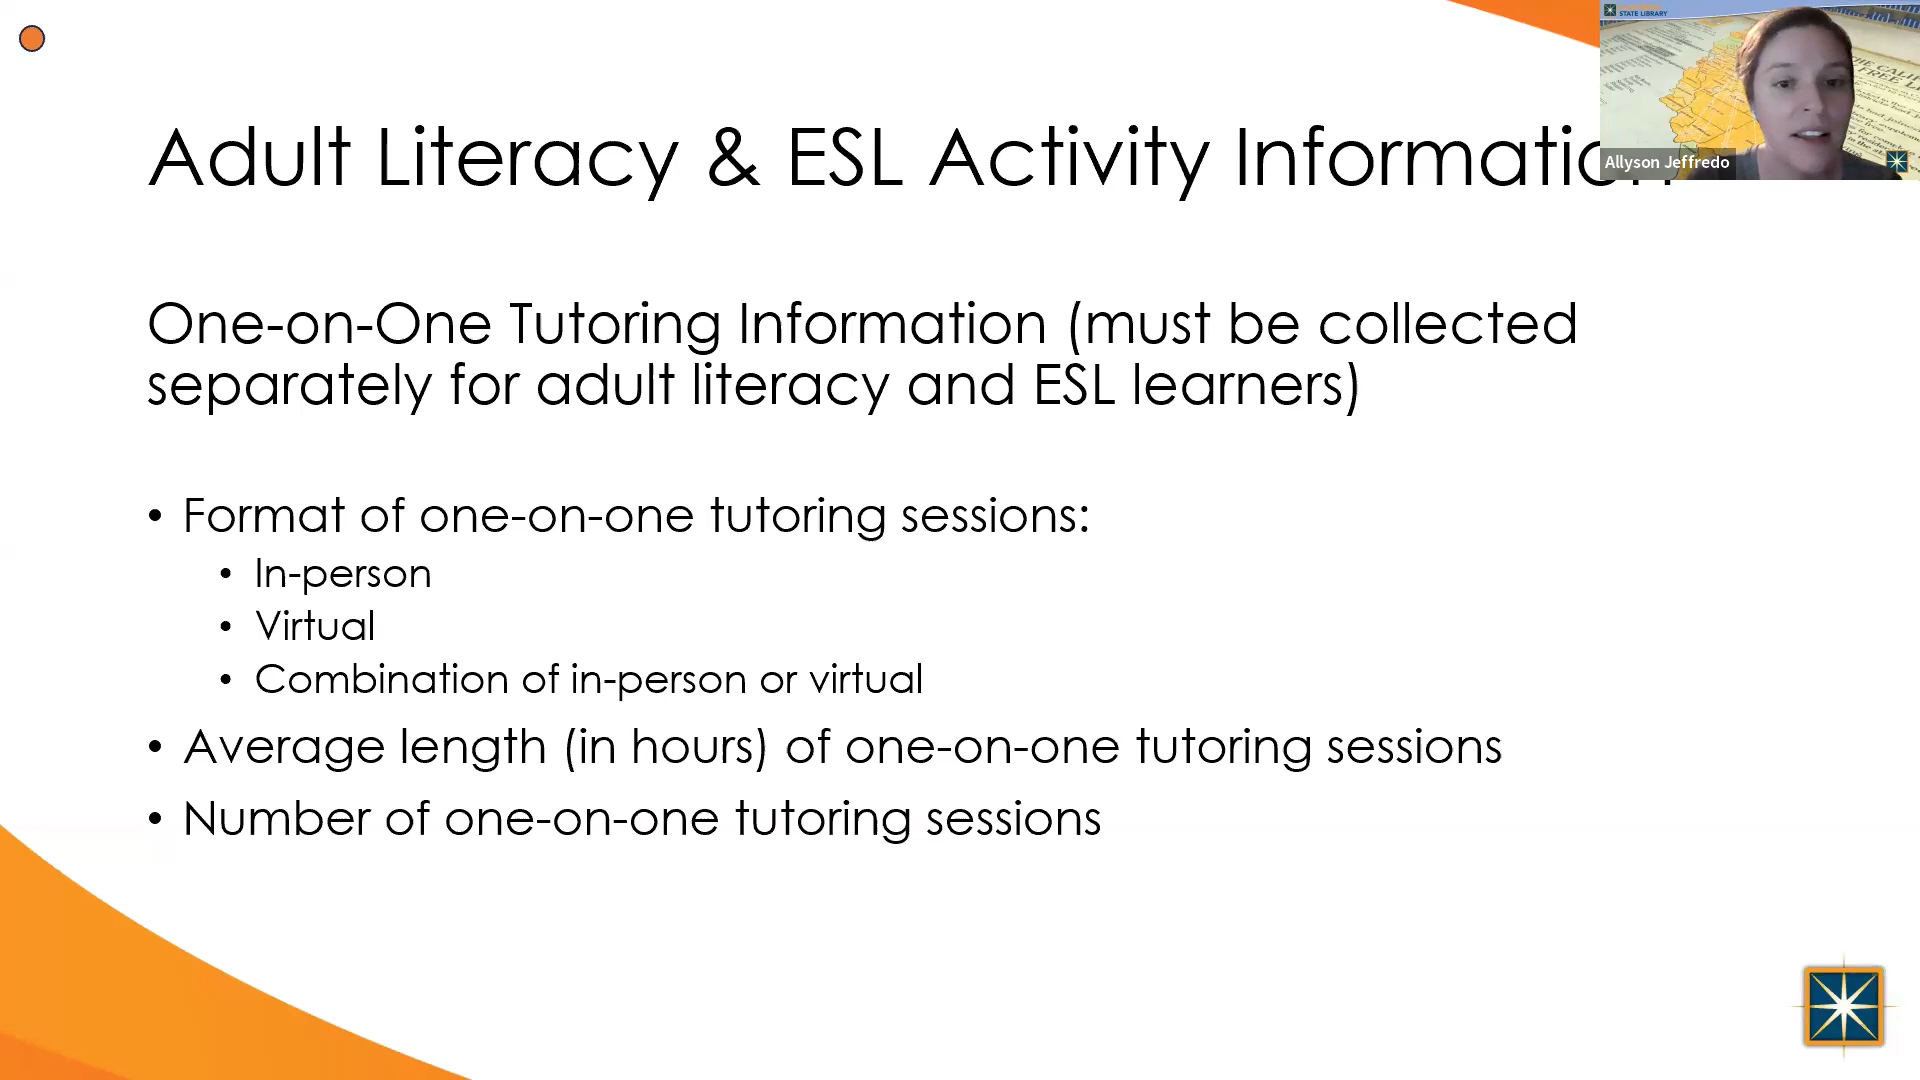 Adult Literacy & ESL Activity Information
STATE LIBRARY
Allyson Jeffredo
One-on-One Tutoring Information (must be collected
separately for adult literacy and ESL learners)
• Format of one-on-one tutoring sessions:
• In-person
• Virtual
• Combination of in-person or virtual
• Average length (in hours) of one-on-one tutoring sessions
• Number of one-on-one tutoring sessions